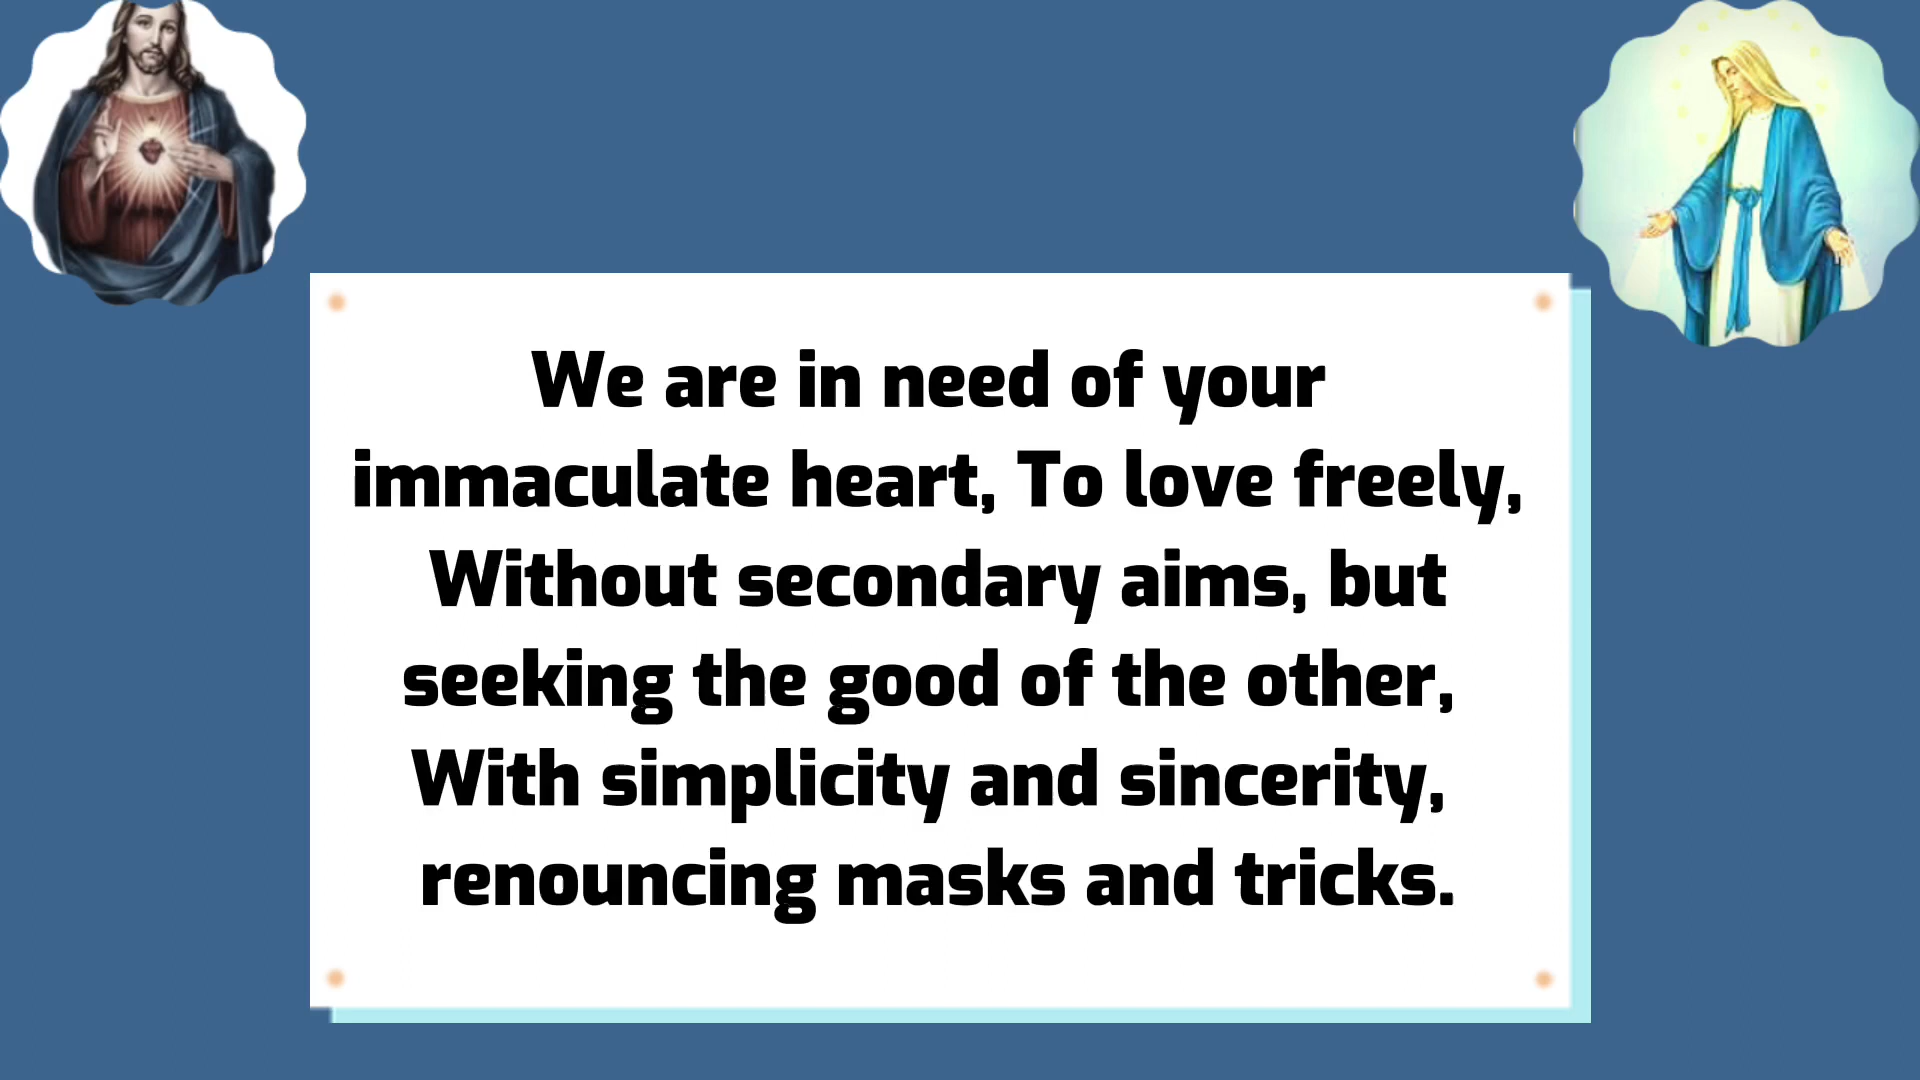 We are in need of your
immaculate heart, To love freely,
Without secondary aims, but
seeking the good of the other,
With simplicity and sincerity,
renouncing masks and tricks.